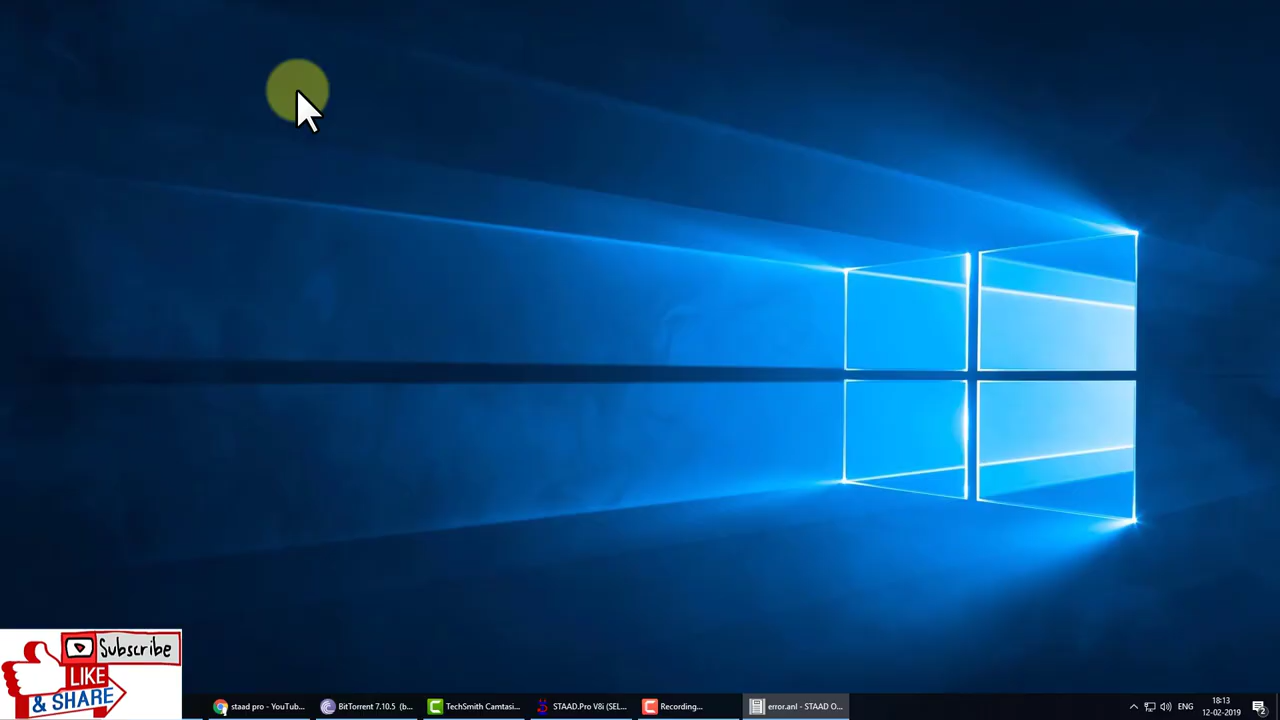 Subscribe
LIKE
& SHARE
staad pro - YouTub...
BitTorrent 7.10.5 (b...
TechSmith Camtasi...
STAAD.Pro V8i (SEL...
Recording...
error.anl - STAAD O...
ENG
18:13
12-02-2019
2